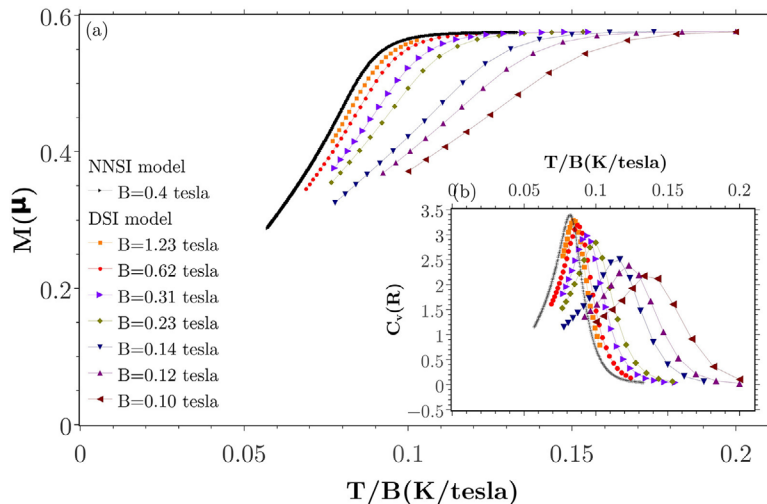 (a)
0.6
0.4
0.2
0
M(μ)
NNSI model
B=0.4 tesla
DSI model
B=1.23 tesla
B=0.62 tesla
B=0.31 tesla
B=0.23 tesla
B=0.14 tesla
B=0.12 tesla
B=0.10 tesla
T/B(K/tesla)
0 0.05 0.1 0.15 0.2
(b)
3.5
3
2.5
2
1.5
1
0.5
0
−0.5
Cv(R)
0 0.05 0.1 0.15 0.2
T/B(K/tesla)